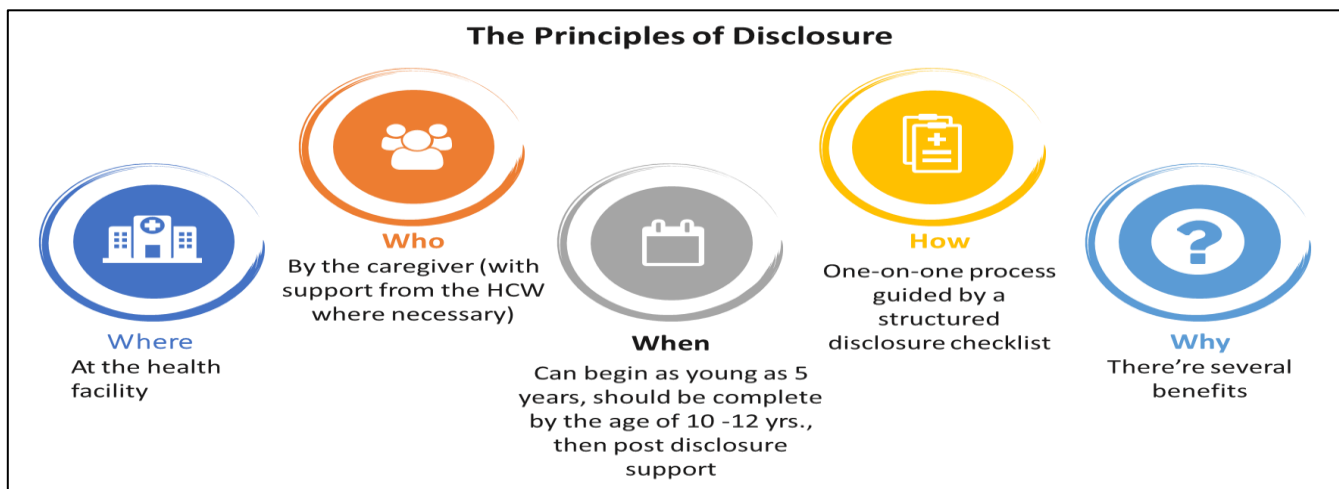 The Principles of Disclosure
Where
At the health
facility
Who
By the caregiver (with
support from the HCW
where necessary)
When
Can begin as young as 5
years, should be complete
by the age of 10 -12 yrs.,
then post disclosure
support
How
One-on-one process
guided by a
structured
disclosure checklist
?
Why
There’re several
benefits